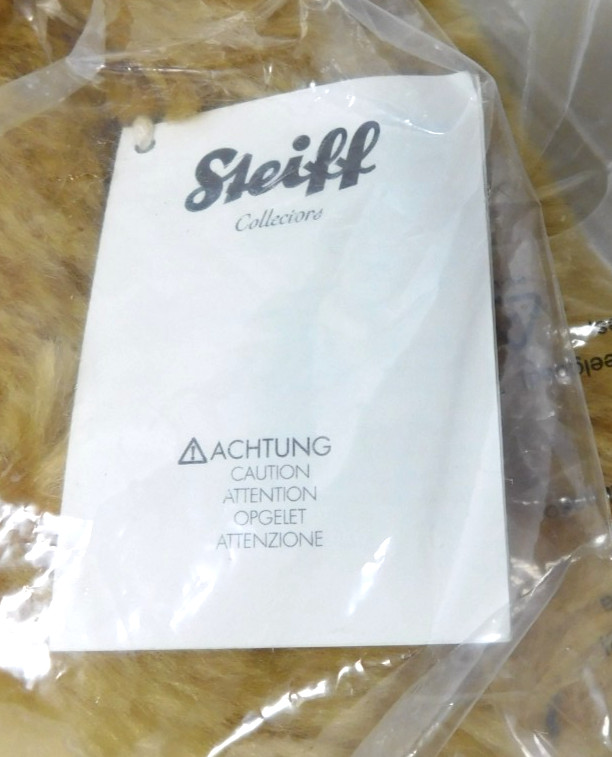 Steiff
Collectors
ACHTUNG
CAUTION
ATTENTION
OPGELET
ATTENZIONE